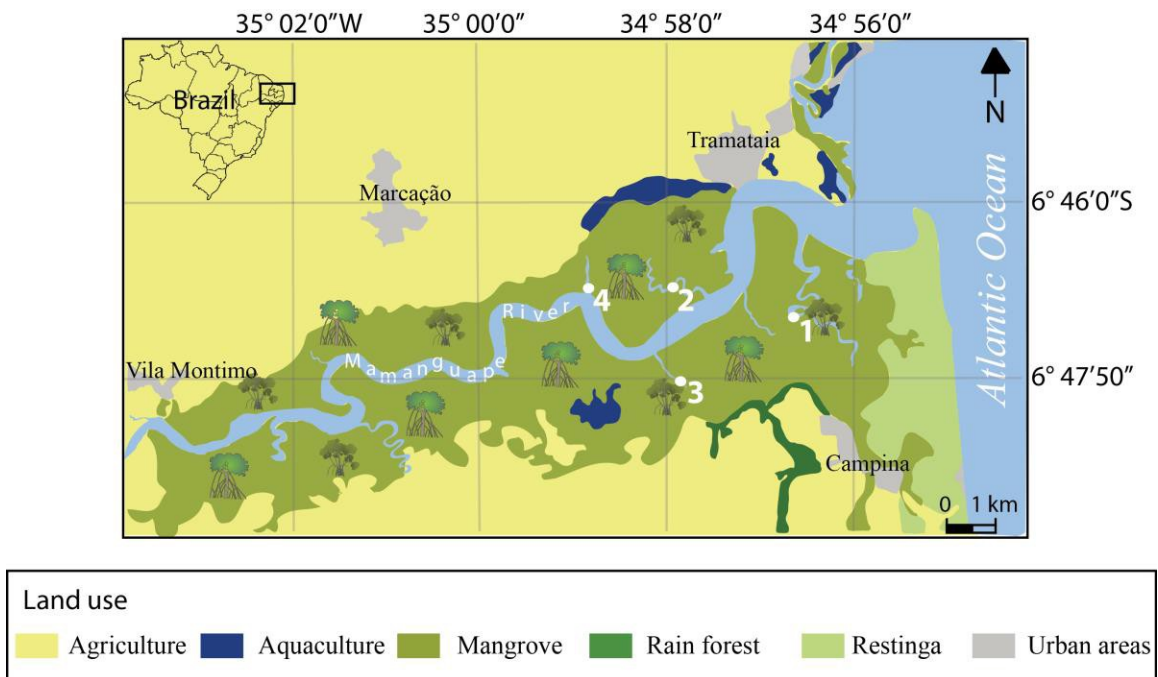 35° 02′0″W 35° 00′0″ 34° 58′0″ 34° 56′0″
Brazil
N
Tramataia
Marcação
6° 46′0″S
Atlantic Ocean
4
2
1
River
Mamanguape
Vila Montimo
3
6° 47′50″
Campina
0 1 km
Land use
Agriculture Aquaculture Mangrove Rain forest Restinga Urban areas